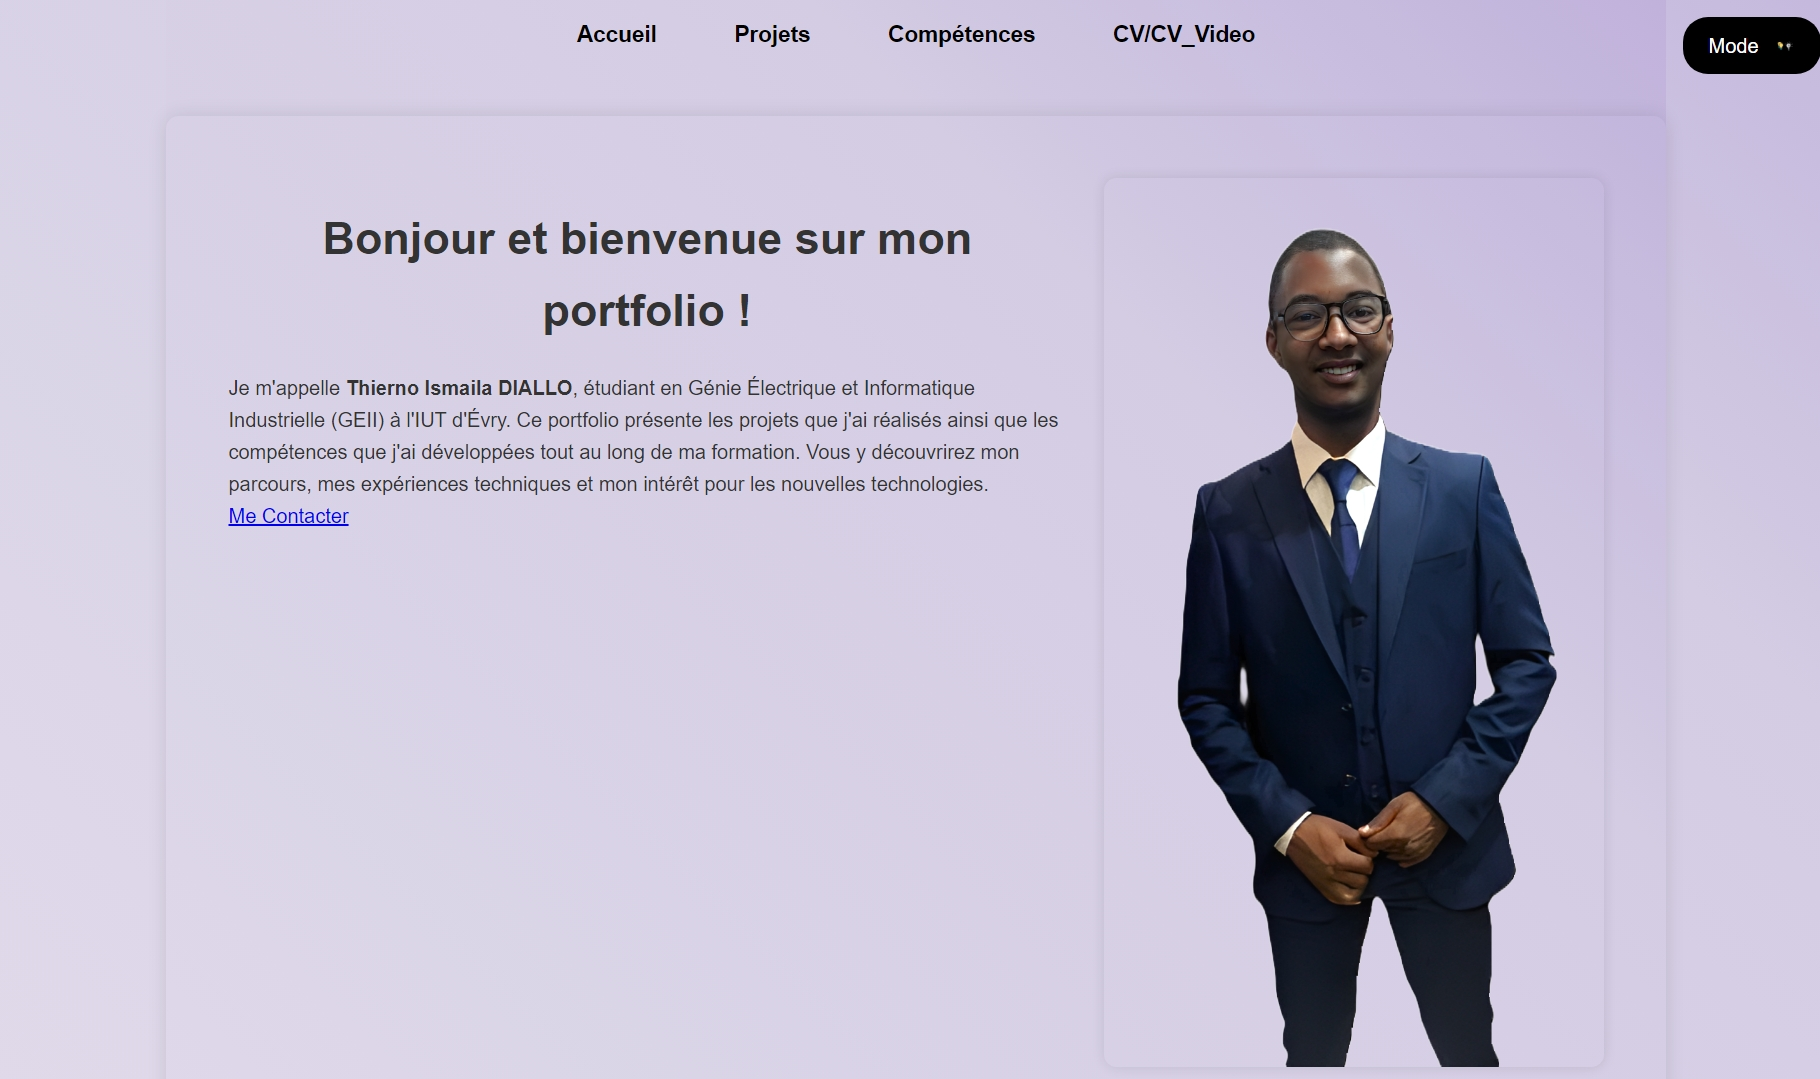 Accueil Projets Compétences CV/CV_Video
Mode
Bonjour et bienvenue sur mon
portfolio !
Je m'appelle Thierno Ismaila DIALLO, étudiant en Génie Électrique et Informatique
Industrielle (GEII) à l'IUT d'Évry. Ce portfolio présente les projets que j'ai réalisés ainsi que les
compétences que j'ai développées tout au long de ma formation. Vous y découvrirez mon
parcours, mes expériences techniques et mon intérêt pour les nouvelles technologies.
Me Contacter